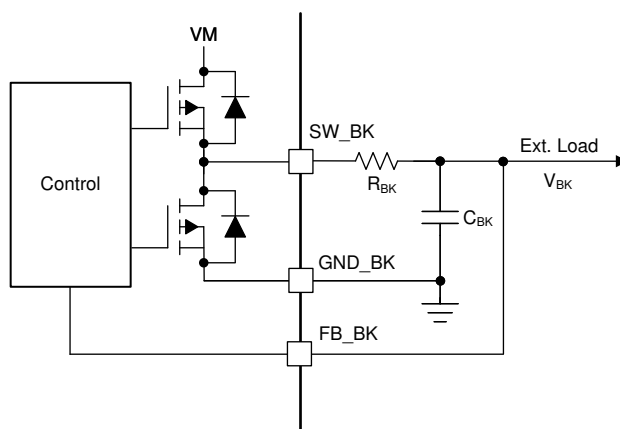 VM
SW_BK
Ext. Load
Control
R_BK
V_BK
C_BK
GND_BK
FB_BK